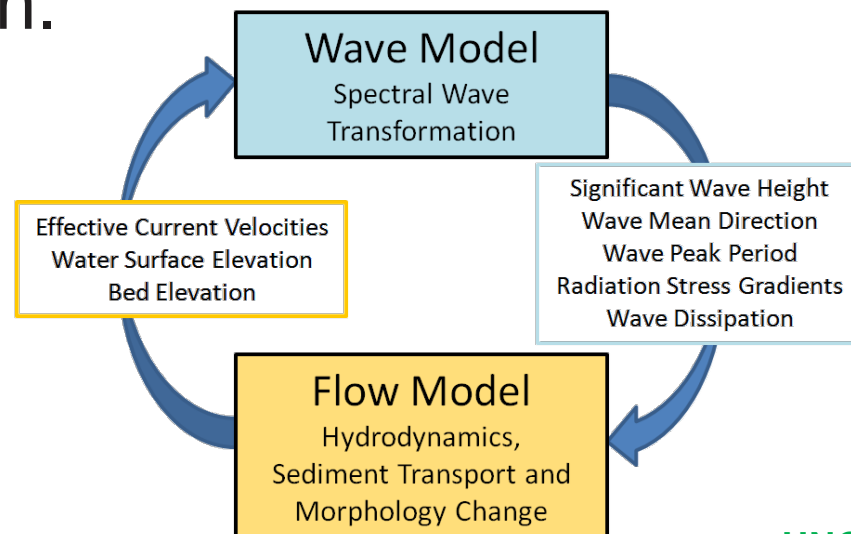 Wave Model
Spectral Wave
Transformation
Significant Wave Height
Wave Mean Direction
Wave Peak Period
Radiation Stress Gradients
Wave Dissipation
Effective Current Velocities
Water Surface Elevation
Bed Elevation
Flow Model
Hydrodynamics,
Sediment Transport and
Morphology Change